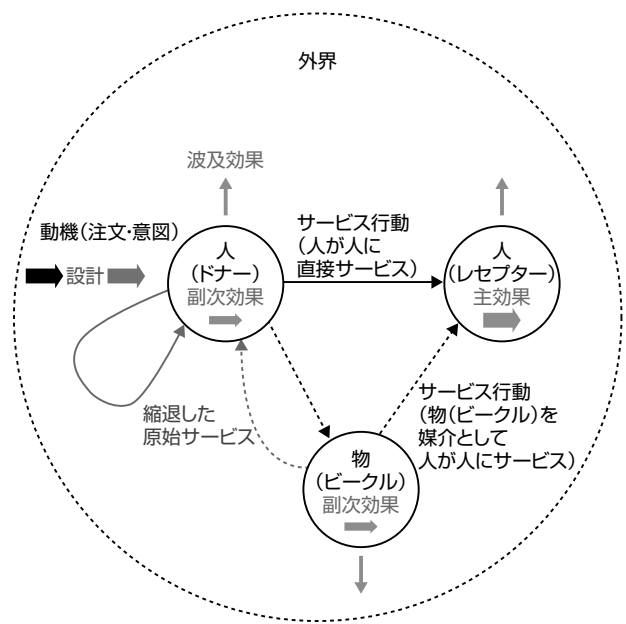 外界
波及効果
動機(注文・意図)
設計
人
(ドナー)
副次効果
サービス行動
(人が人に
直接サービス)
人
(レセプター)
主効果
縮退した
原始サービス
サービス行動
(物(ビークル)を
媒介として
人が人にサービス)
物
(ビークル)
副次効果